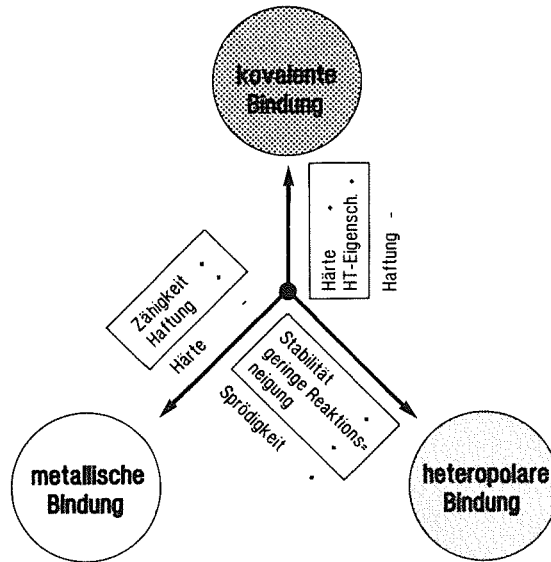 kovalente
Bindung
Härte
HT-Eigensch.
Haftung -
Zähigkeit
Haftung
Härte -
Stabilität
geringe Reaktions=
neigung
Sprödigkeit
metallische
Bindung
heteropolare
Bindung